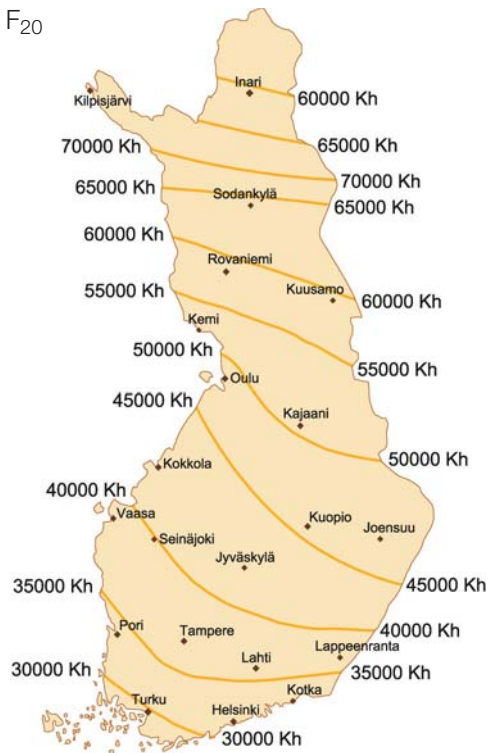 F20
Inari
60000 Kh
Kilpisjärvi
65000 Kh
70000 Kh
70000 Kh
65000 Kh
Sodankylä
65000 Kh
60000 Kh
Rovaniemi
55000 Kh
Kuusamo
60000 Kh
Kemi
50000 Kh
55000 Kh
Oulu
45000 Kh
Kajaani
50000 Kh
Kokkola
40000 Kh
Vaasa
Kuopio
Joensuu
Seinäjoki
Jyväskylä
35000 Kh
45000 Kh
Pori
Tampere
40000 Kh
Lappeenranta
Lahti
35000 Kh
30000 Kh
Turku
Kotka
Helsinki
30000 Kh